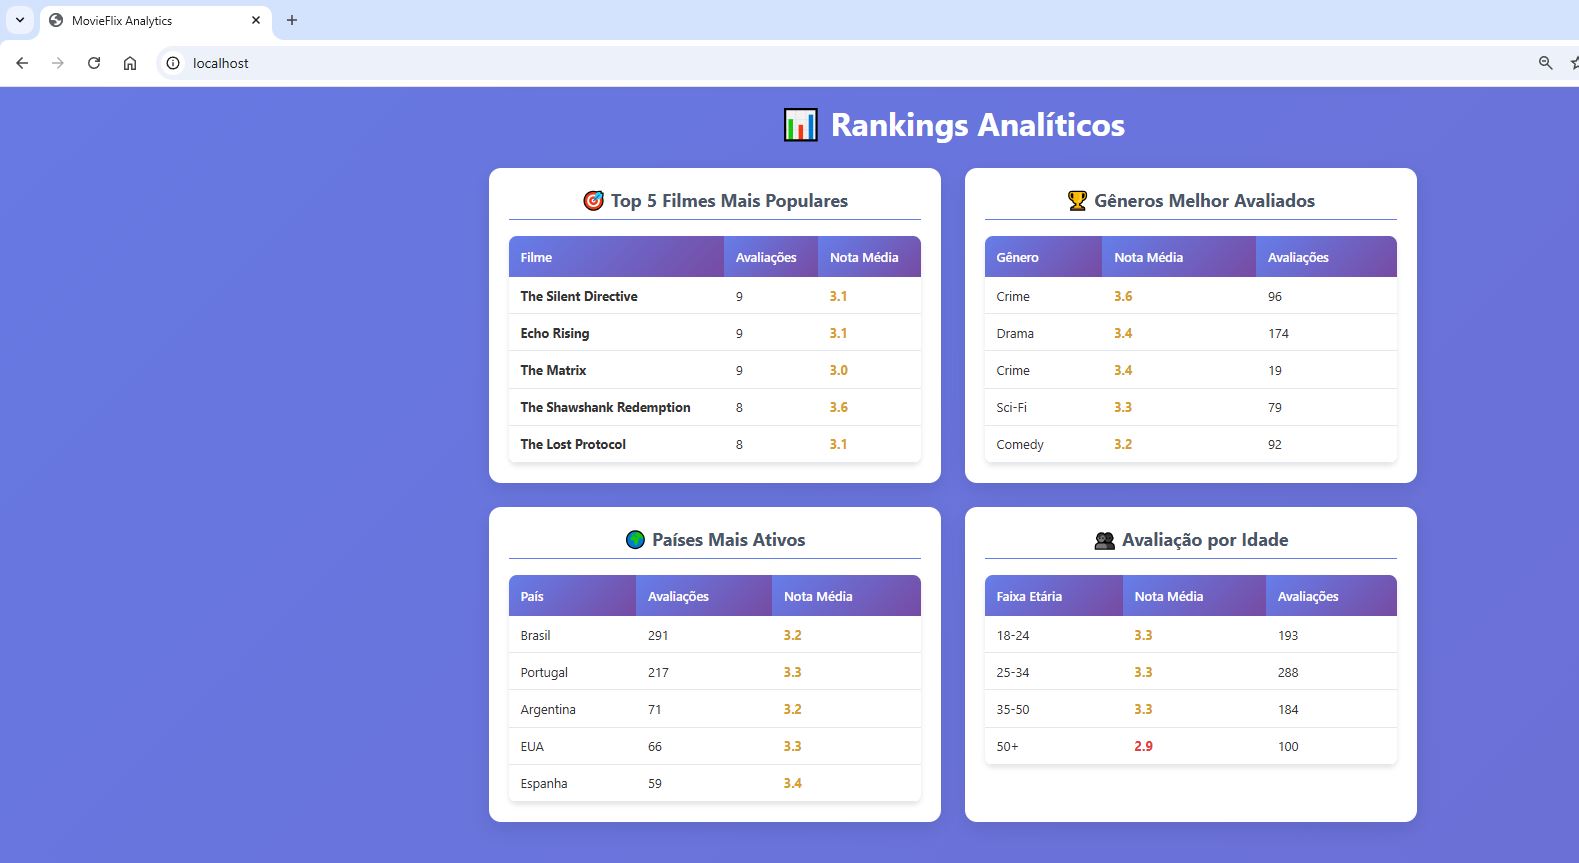 MovieFlix Analytics
localhost
Rankings Analíticos
Top 5 Filmes Mais Populares
Filme Avaliações Nota Média
The Silent Directive 9 3.1
Echo Rising 9 3.1
The Matrix 9 3.0
The Shawshank Redemption 8 3.6
The Lost Protocol 8 3.1
Gêneros Melhor Avaliados
Gênero Nota Média Avaliações
Crime 3.6 96
Drama 3.4 174
Crime 3.4 19
Sci-Fi 3.3 79
Comedy 3.2 92
Países Mais Ativos
País Avaliações Nota Média
Brasil 291 3.2
Portugal 217 3.3
Argentina 71 3.2
EUA 66 3.3
Espanha 59 3.4
Avaliação por Idade
Faixa Etária Nota Média Avaliações
18-24 3.3 193
25-34 3.3 288
35-50 3.3 184
50+ 2.9 100